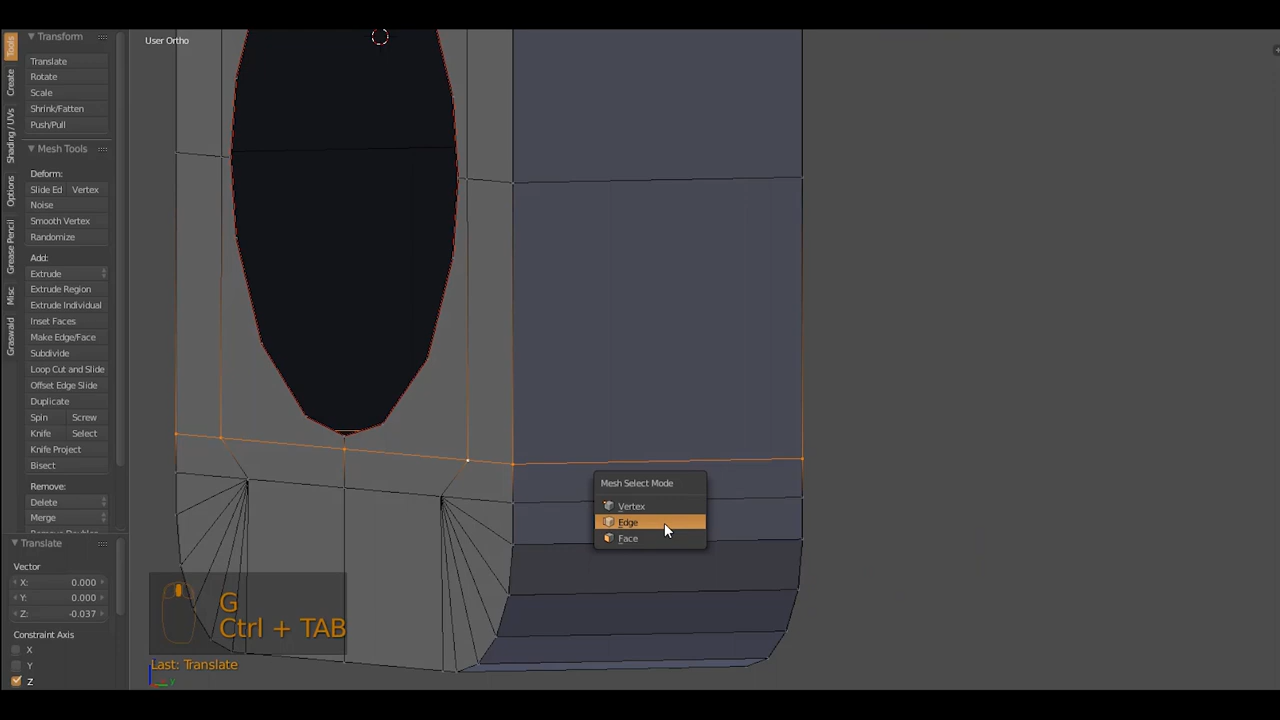 Tools
Create
Shading / UVs
Options
Grease Pencil
Misc
Graswald
Transform
Translate
Rotate
Scale
Shrink/Fatten
Push/Pull
Mesh Tools
Deform:
Slide Ed Vertex
Noise
Smooth Vertex
Randomize
Add:
Extrude
Extrude Region
Extrude Individual
Inset Faces
Make Edge/Face
Subdivide
Loop Cut and Slide
Offset Edge Slide
Duplicate
Spin Screw
Knife Select
Knife Project
Bisect
Remove:
Delete
Merge
Remove Doubles
Translate
Vector
X: 0.000
Y: 0.000
Z: -0.037
Constraint Axis
X
Y
Z
User Ortho
Mesh Select Mode
Vertex
Edge
Face
G
Ctrl + TAB
Last: Translate
y